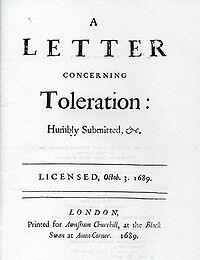 A
LETTER
CONCERNING
Toleration:
Humbly Submitted, &c.
LICENSED, Octob. 3. 1689.
LONDON,
Printed for Awnsham Churchill, at the Black
Swan at Amen-Corner. 1689.